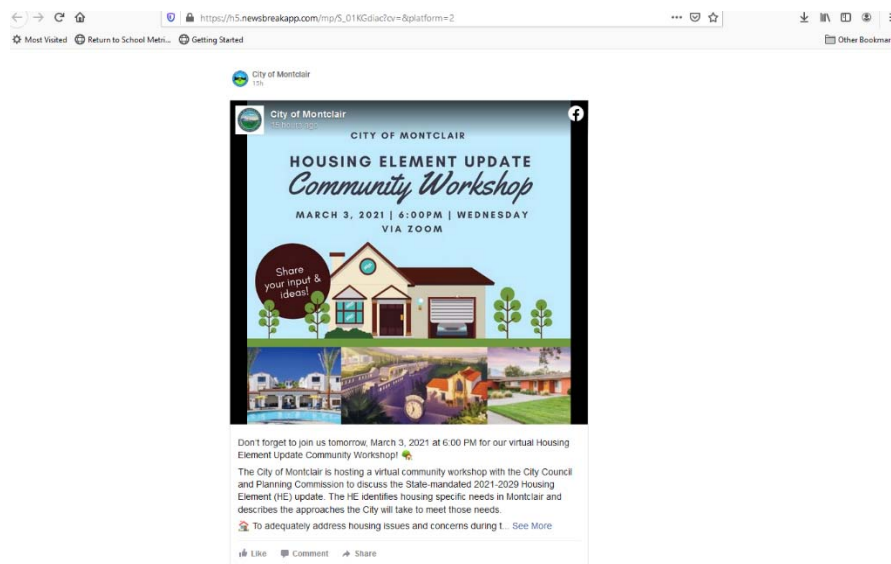 https://h5.newsbreakapp.com/mp/S_01KGdiac?cv=&platform=2
Most Visited Return to School Metri... Getting Started Other Bookmar
City of Montclair
City of Montclair
CITY OF MONTCLAIR
HOUSING ELEMENT UPDATE
Community Workshop
MARCH 3, 2021 | 6:00PM | WEDNESDAY
VIA ZOOM
Share
your input &
ideas!
Don't forget to join us tomorrow, March 3, 2021 at 6:00 PM for our virtual Housing
Element Update Community Workshop!
The City of Montclair is hosting a virtual community workshop with the City Council
and Planning Commission to discuss the State-mandated 2021-2029 Housing
Element (HE) update. The HE identifies housing specific needs in Montclair and
describes the approaches the City will take to meet those needs.
To adequately address housing issues and concerns during t... See More
Like Comment Share